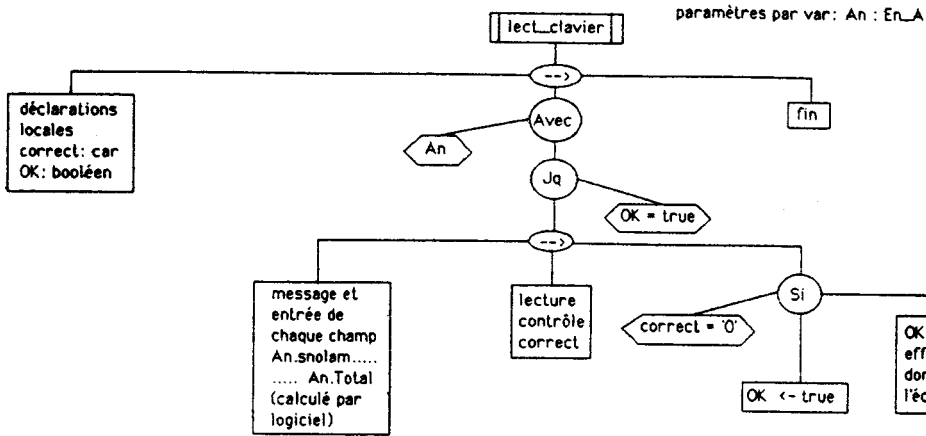 paramètres par var: An : En_A
lect_clavier
-->
déclarations
locales
correct: car
OK: booléen
Avec
fin
An
Jq
OK = true
-->
message et
entrée de
chaque champ
An.snolam.....
..... An.Total
(calculé par
logiciel)
lecture
contrôle
correct
Si
correct = 'O'
OK <- true
OK
eff
dor
l'éc